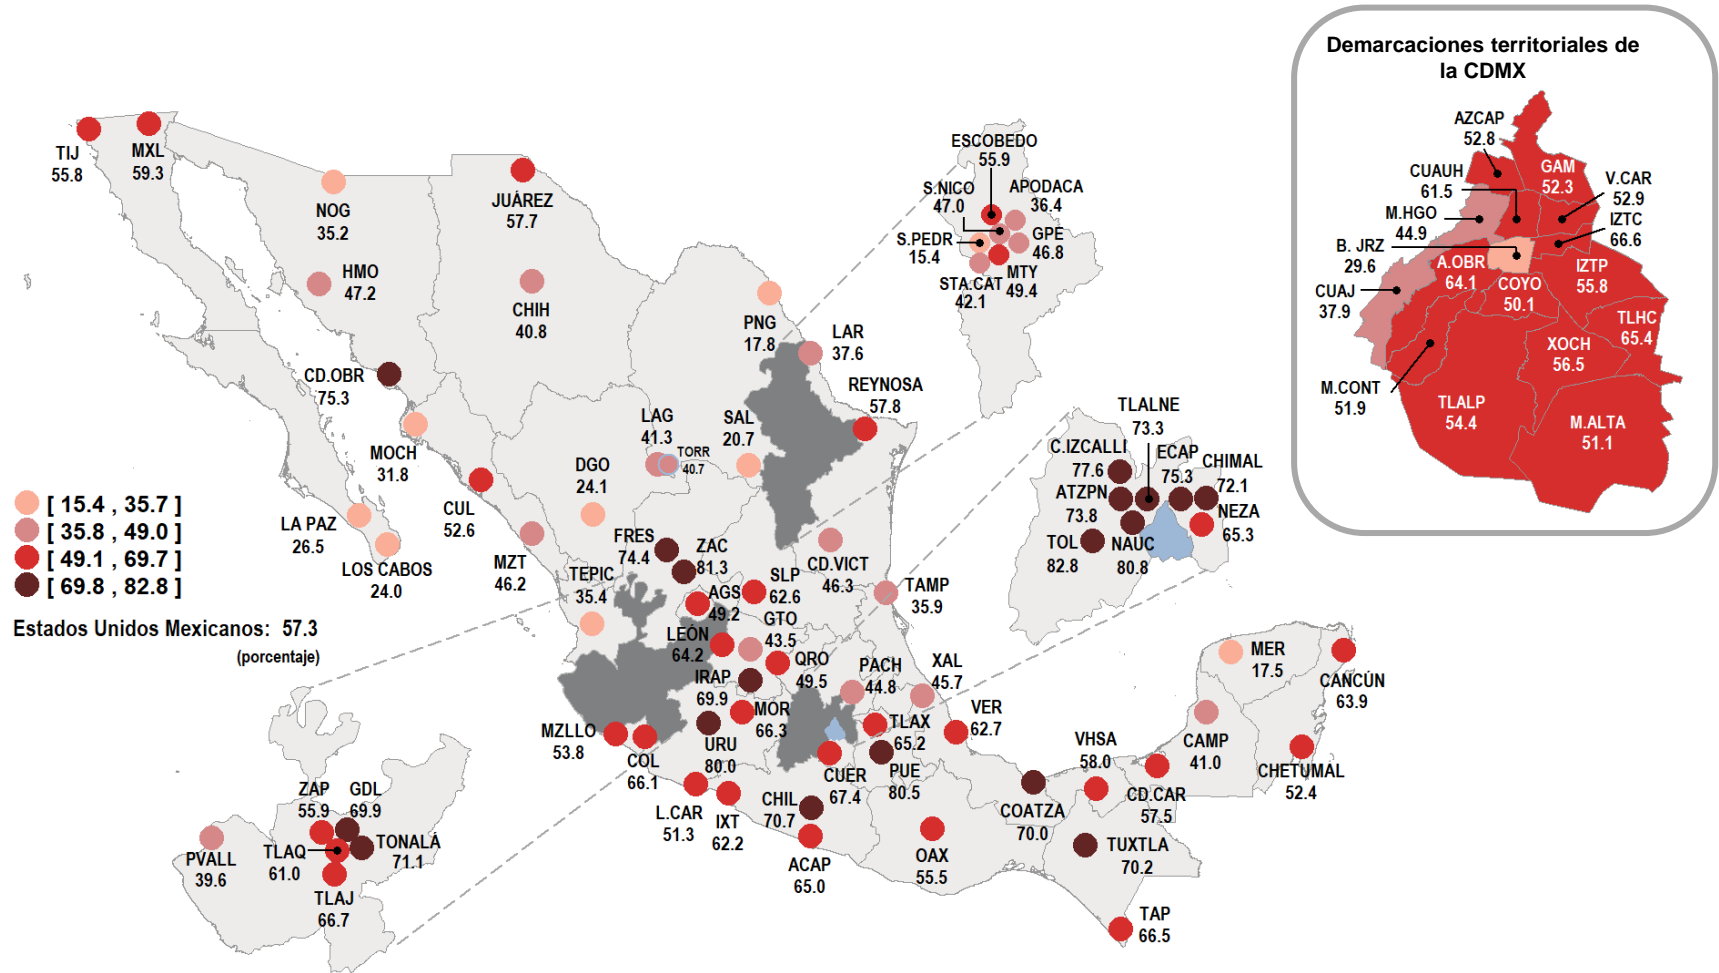 Demarcaciones territoriales de
la CDMX
AZCAP
52.8
CUAUH
61.5
GAM
52.3
V.CAR
52.9
M.HGO
44.9
IZTC
66.6
B. JRZ
29.6
A.OBR
64.1
IZTP
55.8
CUAJ
37.9
COYO
50.1
TLHC
65.4
XOCH
56.5
M.CONT
51.9
TLALP
54.4
M.ALTA
51.1
TIJ
55.8
MXL
59.3
NOG
35.2
JUÁREZ
57.7
HMO
47.2
CHIH
40.8
ESCOBEDO
55.9
S.NICO
47.0
APODACA
36.4
S.PEDR
15.4
GPE
46.8
STA.CAT
42.1
MTY
49.4
PNG
17.8
LAR
37.6
REYNOSA
57.8
CD.OBR
75.3
MOCH
31.8
LAG
41.3
TORR
40.7
SAL
20.7
DGO
24.1
CUL
52.6
LA PAZ
26.5
LOS CABOS
24.0
MZT
46.2
[ 15.4 , 35.7 ]
[ 35.8 , 49.0 ]
[ 49.1 , 69.7 ]
[ 69.8 , 82.8 ]
Estados Unidos Mexicanos: 57.3
(porcentaje)
FRES
74.4
ZAC
81.3
TEPIC
35.4
AGS
49.2
SLP
62.6
CD.VICT
46.3
TAMP
35.9
LEÓN
64.2
GTO
43.5
QRO
49.5
IRAP
69.9
PACH
44.8
XAL
45.7
MOR
66.3
URU
80.0
MZLLO
53.8
COL
66.1
L.CAR
51.3
IXT
62.2
CHIL
70.7
ACAP
65.0
CUER
67.4
PUE
80.5
TLAX
65.2
VER
62.7
OAX
55.5
COATZA
70.0
VHSA
58.0
CD.CAR
57.5
TUXTLA
70.2
TAP
66.5
CAMP
41.0
MER
17.5
CANCÚN
63.9
CHETUMAL
52.4
TLALNE
73.3
C.IZCALLI
77.6
ECAP
75.3
CHIMAL
72.1
ATZPN
73.8
NEZA
65.3
TOL
82.8
NAUC
80.8
ZAP
55.9
GDL
69.9
PVALL
39.6
TLAQ
61.0
TONALÁ
71.1
TLAJ
66.7